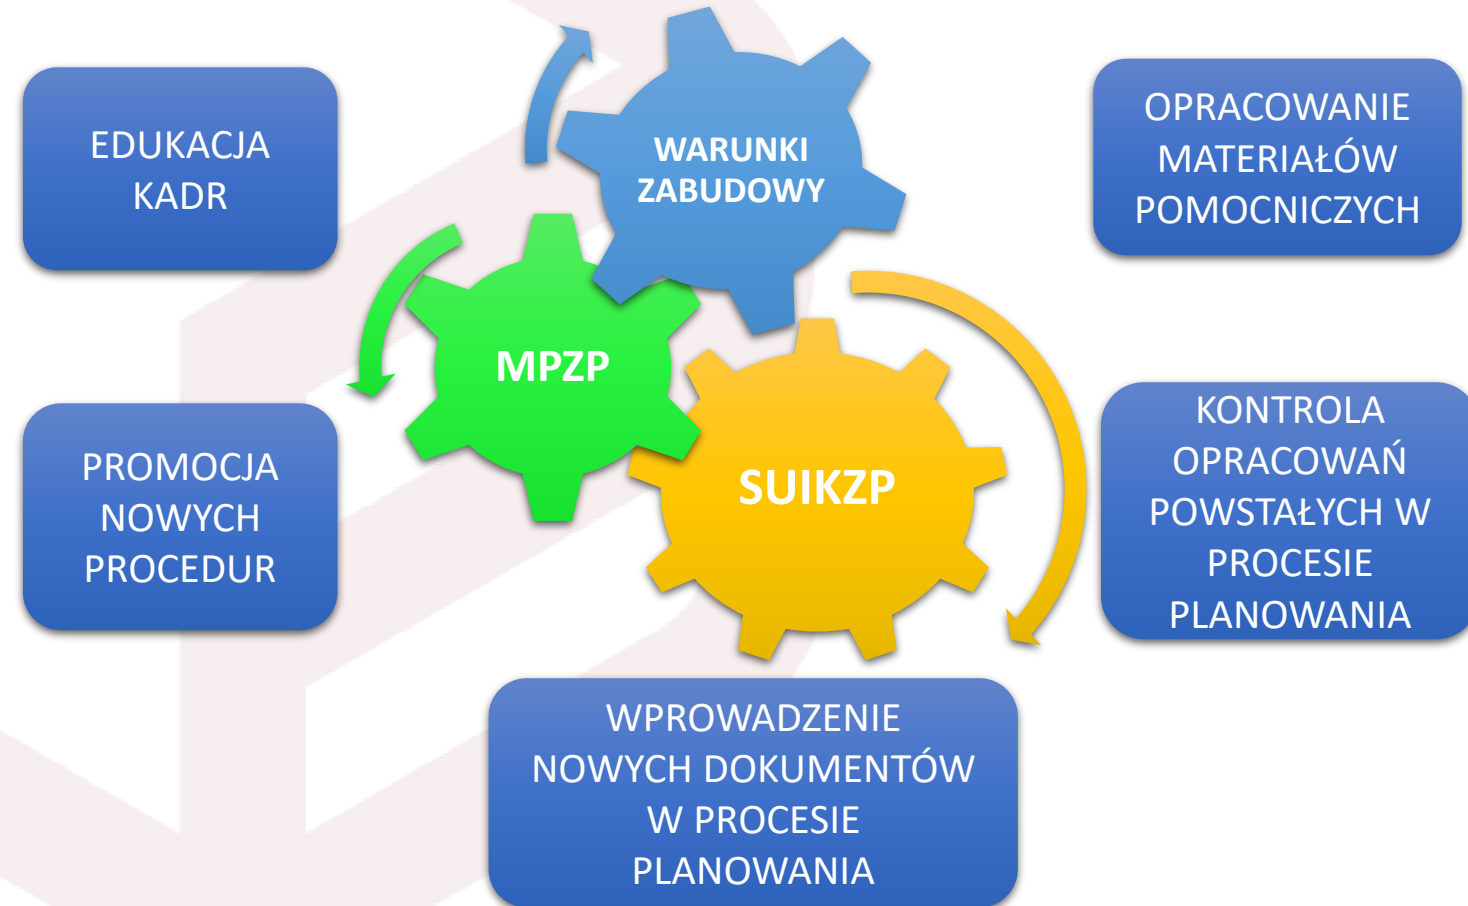 EDUKACJA
KADR
WARUNKI
ZABUDOWY
OPRACOWANIE
MATERIAŁÓW
POMOCNICZYCH
MPZP
SUIKZP
PROMOCJA
NOWYCH
PROCEDUR
KONTROLA
OPRACOWAŃ
POWSTAŁYCH W
PROCESIE
PLANOWANIA
WPROWADZENIE
NOWYCH DOKUMENTÓW
W PROCESIE
PLANOWANIA